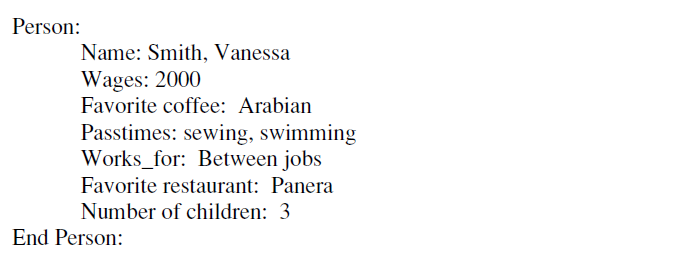 Person:
Name: Smith, Vanessa
Wages: 2000
Favorite coffee:  Arabian
Passtimes: sewing, swimming
Works_for:  Between jobs
Favorite restaurant:  Panera
Number of children:  3
End Person: